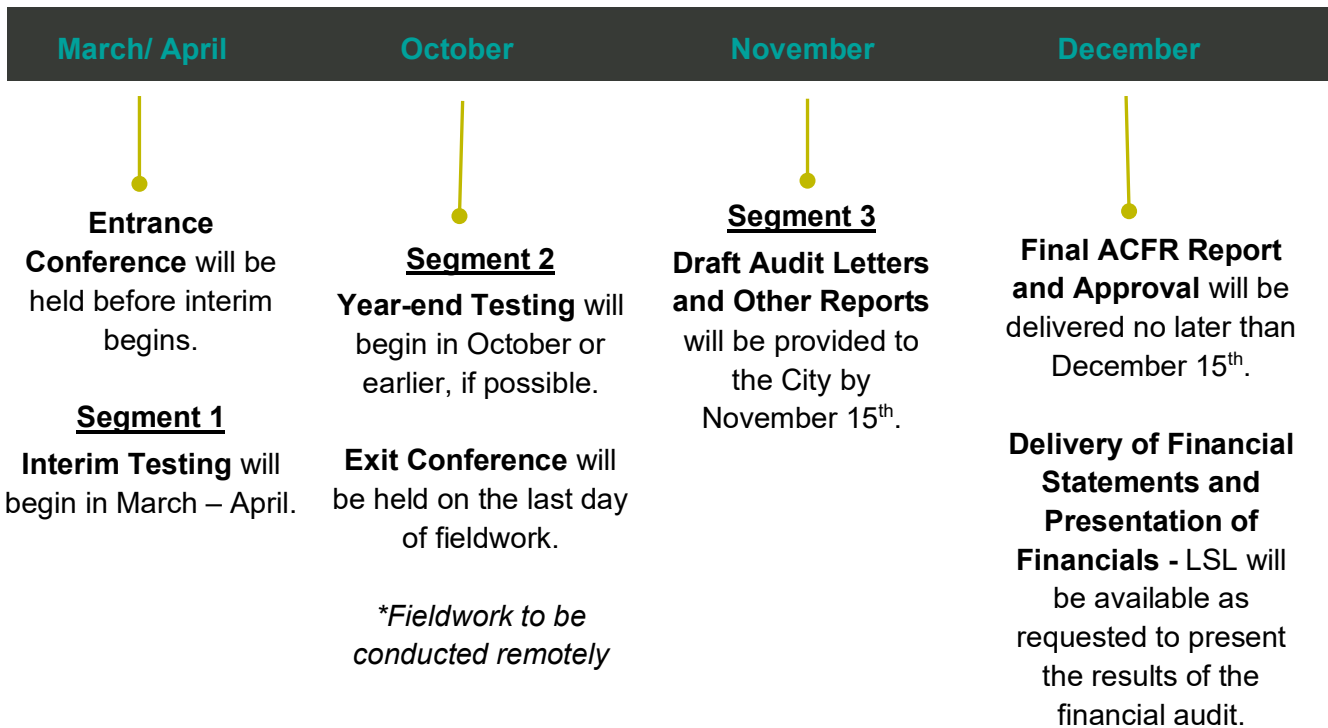 March/ April
October
November
December
Entrance
Conference will be
held before interim
begins.
Segment 1
Interim Testing will
begin in March – April.
Segment 2
Year-end Testing will
begin in October or
earlier, if possible.
Exit Conference will
be held on the last day
of fieldwork.
*Fieldwork to be
conducted remotely
Segment 3
Draft Audit Letters
and Other Reports
will be provided to
the City by
November 15th.
Final ACFR Report
and Approval will be
delivered no later than
December 15th.
Delivery of Financial
Statements and
Presentation of
Financials - LSL will
be available as
requested to present
the results of the
financial audit.